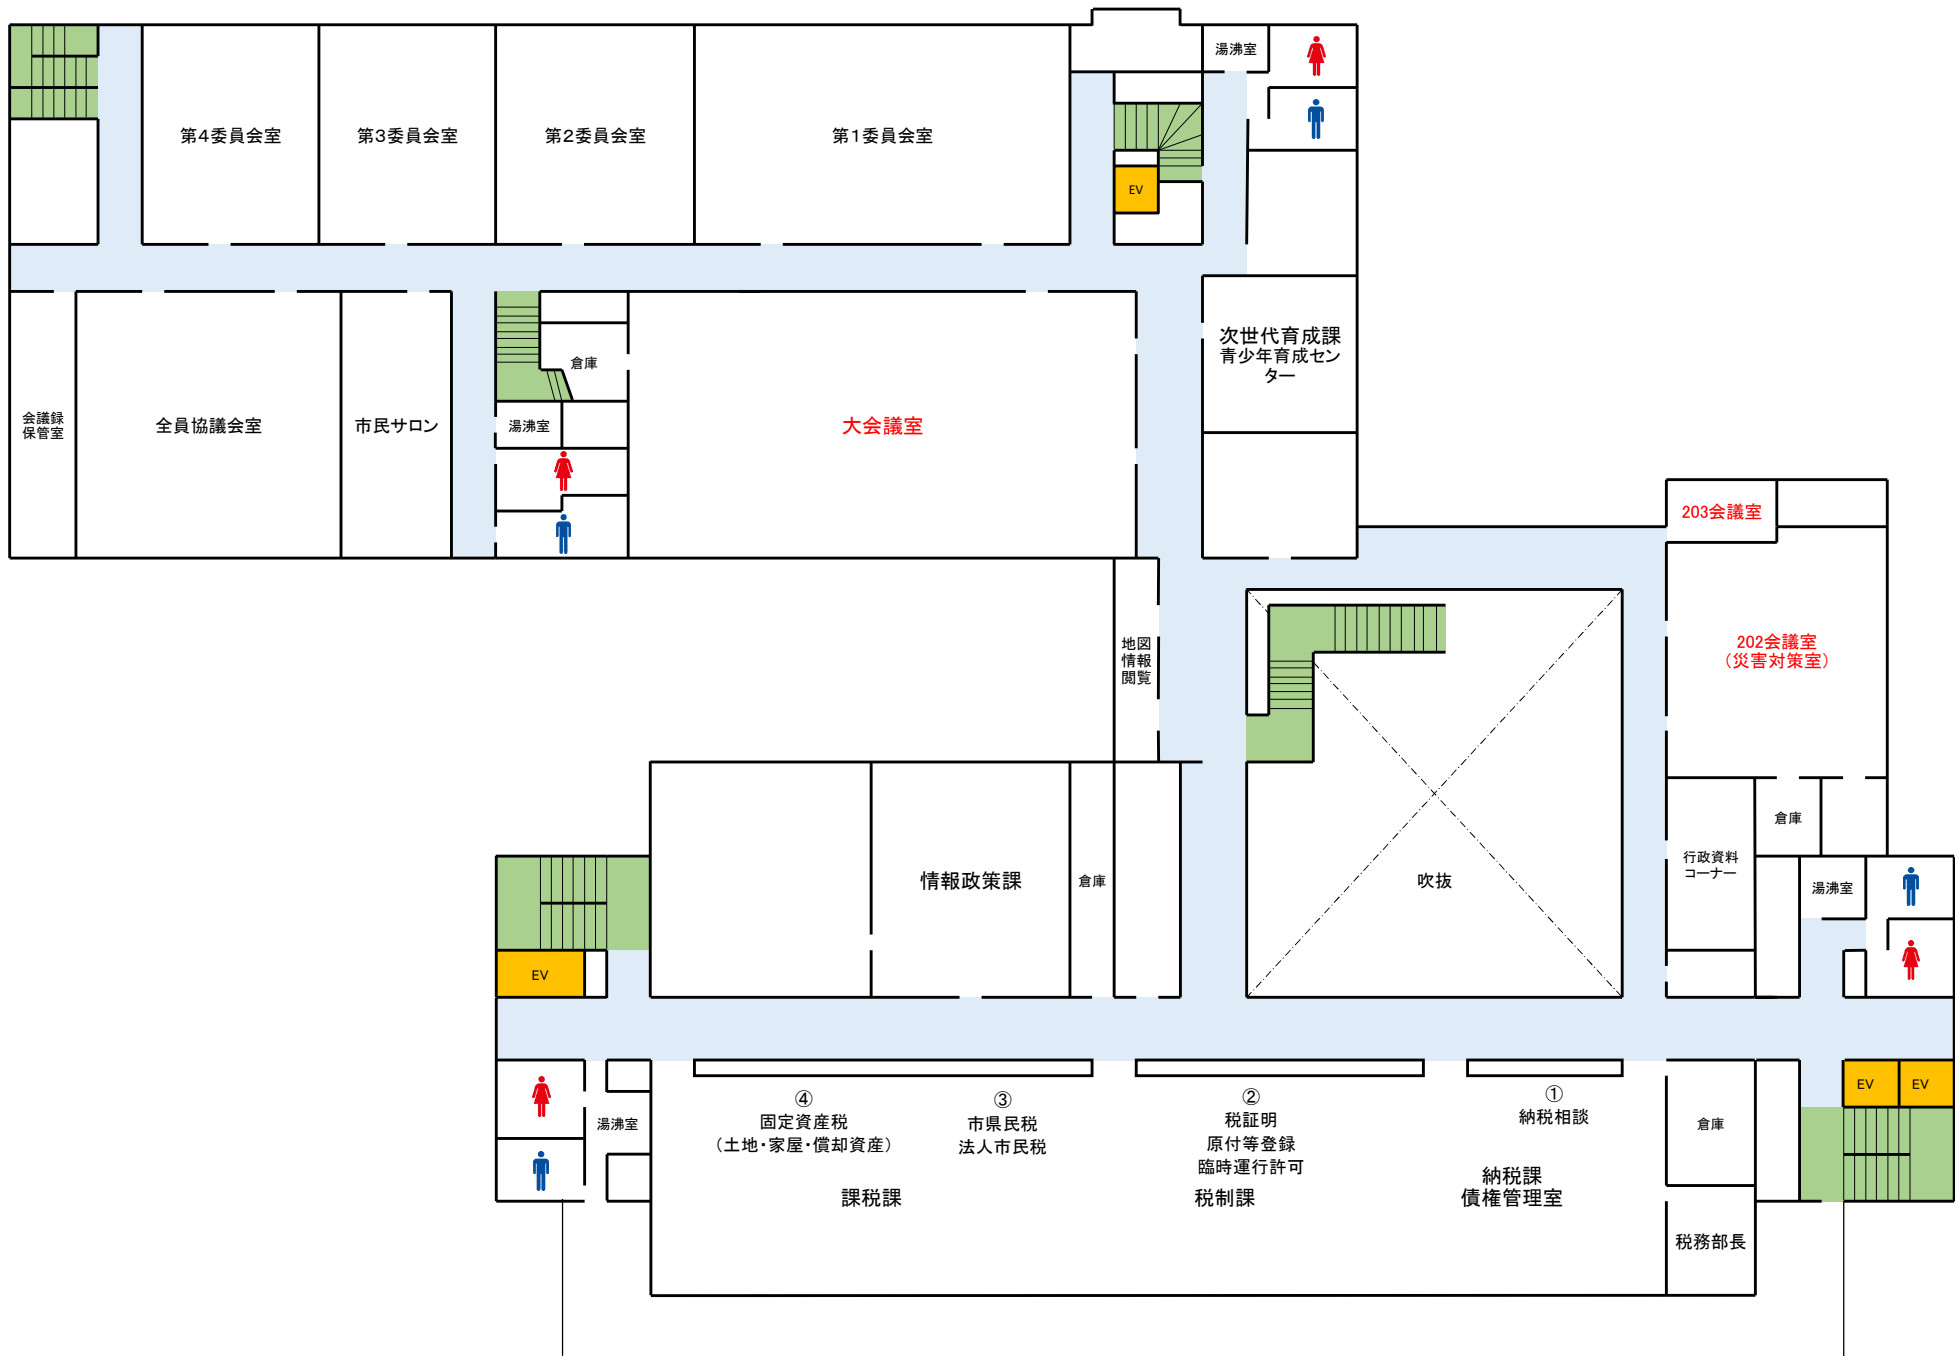 湯沸室
第4委員会室
第3委員会室
第2委員会室
第1委員会室
EV
次世代育成課
青少年育成セン
ター
倉庫
会議録
保管室
全員協議会室
市民サロン
湯沸室
大会議室
203会議室
202会議室
（災害対策室）
地図
情報
閲覧
倉庫
行政資料
コーナー
情報政策課
倉庫
吹抜
湯沸室
EV
EV
EV
湯沸室
④
固定資産税
（土地・家屋・償却資産）
課税課
③
市県民税
法人市民税
②
税証明
原付等登録
臨時運行許可
税制課
①
納税相談
納税課
債権管理室
倉庫
税務部長